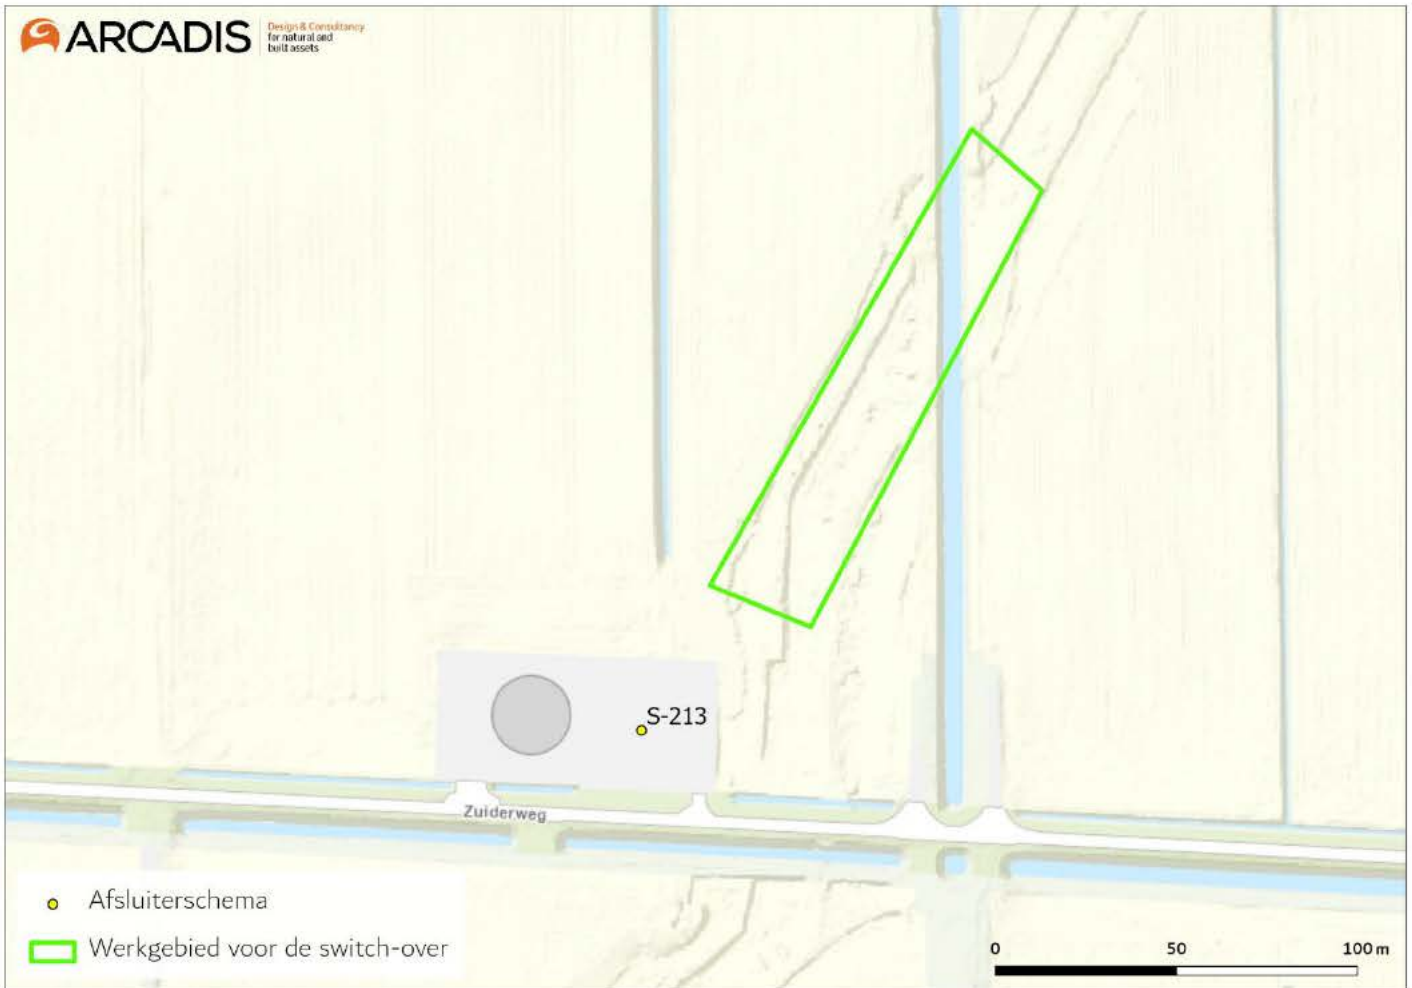 ARCADIS
Design & Consultancy
for natural and
built assets
S-213
Zuiderweg
Afsluiterschema
Werkgebied voor de switch-over
0 50 100 m